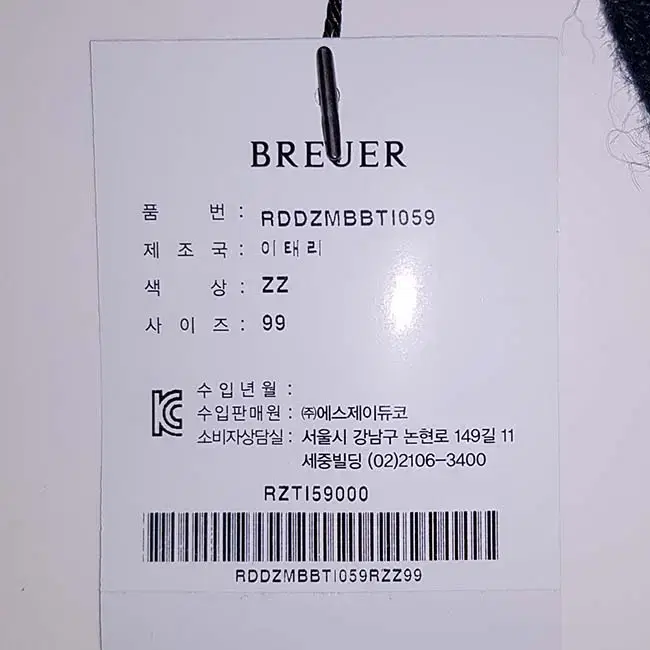 BREUER
품 번 : RDDZMBBTI059
제 조 국 : 이태리
색 상 : ZZ
사 이 즈 : 99
수 입 년 월 :
수입판매원 : ㈜에스제이듀코
소비자상담실 : 서울시 강남구 논현로 149길 11
세중빌딩 (02)2106-3400
RZTI59000
RDDZMBBTI059RZZ99